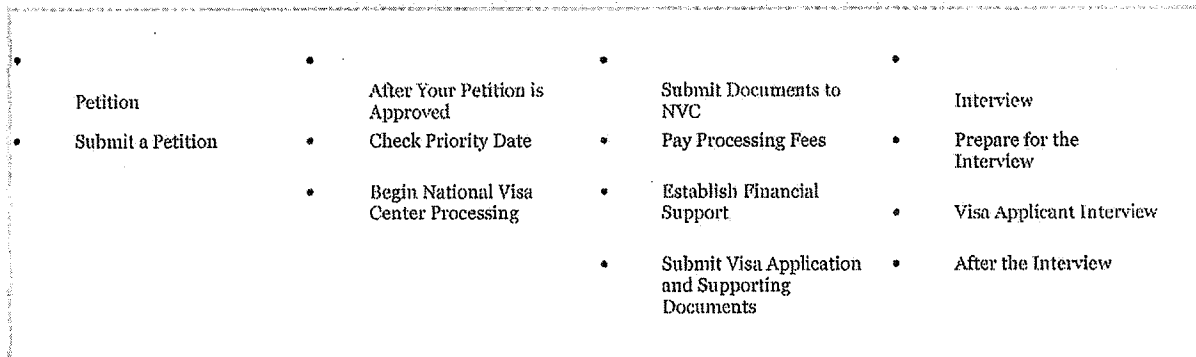 Petition
• Submit a Petition
After Your Petition is
Approved
• Check Priority Date
• Begin National Visa
Center Processing
Submit Documents to
NVC
• Pay Processing Fees
• Establish Financial
Support
• Submit Visa Application
and Supporting
Documents
Interview
• Prepare for the
Interview
• Visa Applicant Interview
• After the Interview